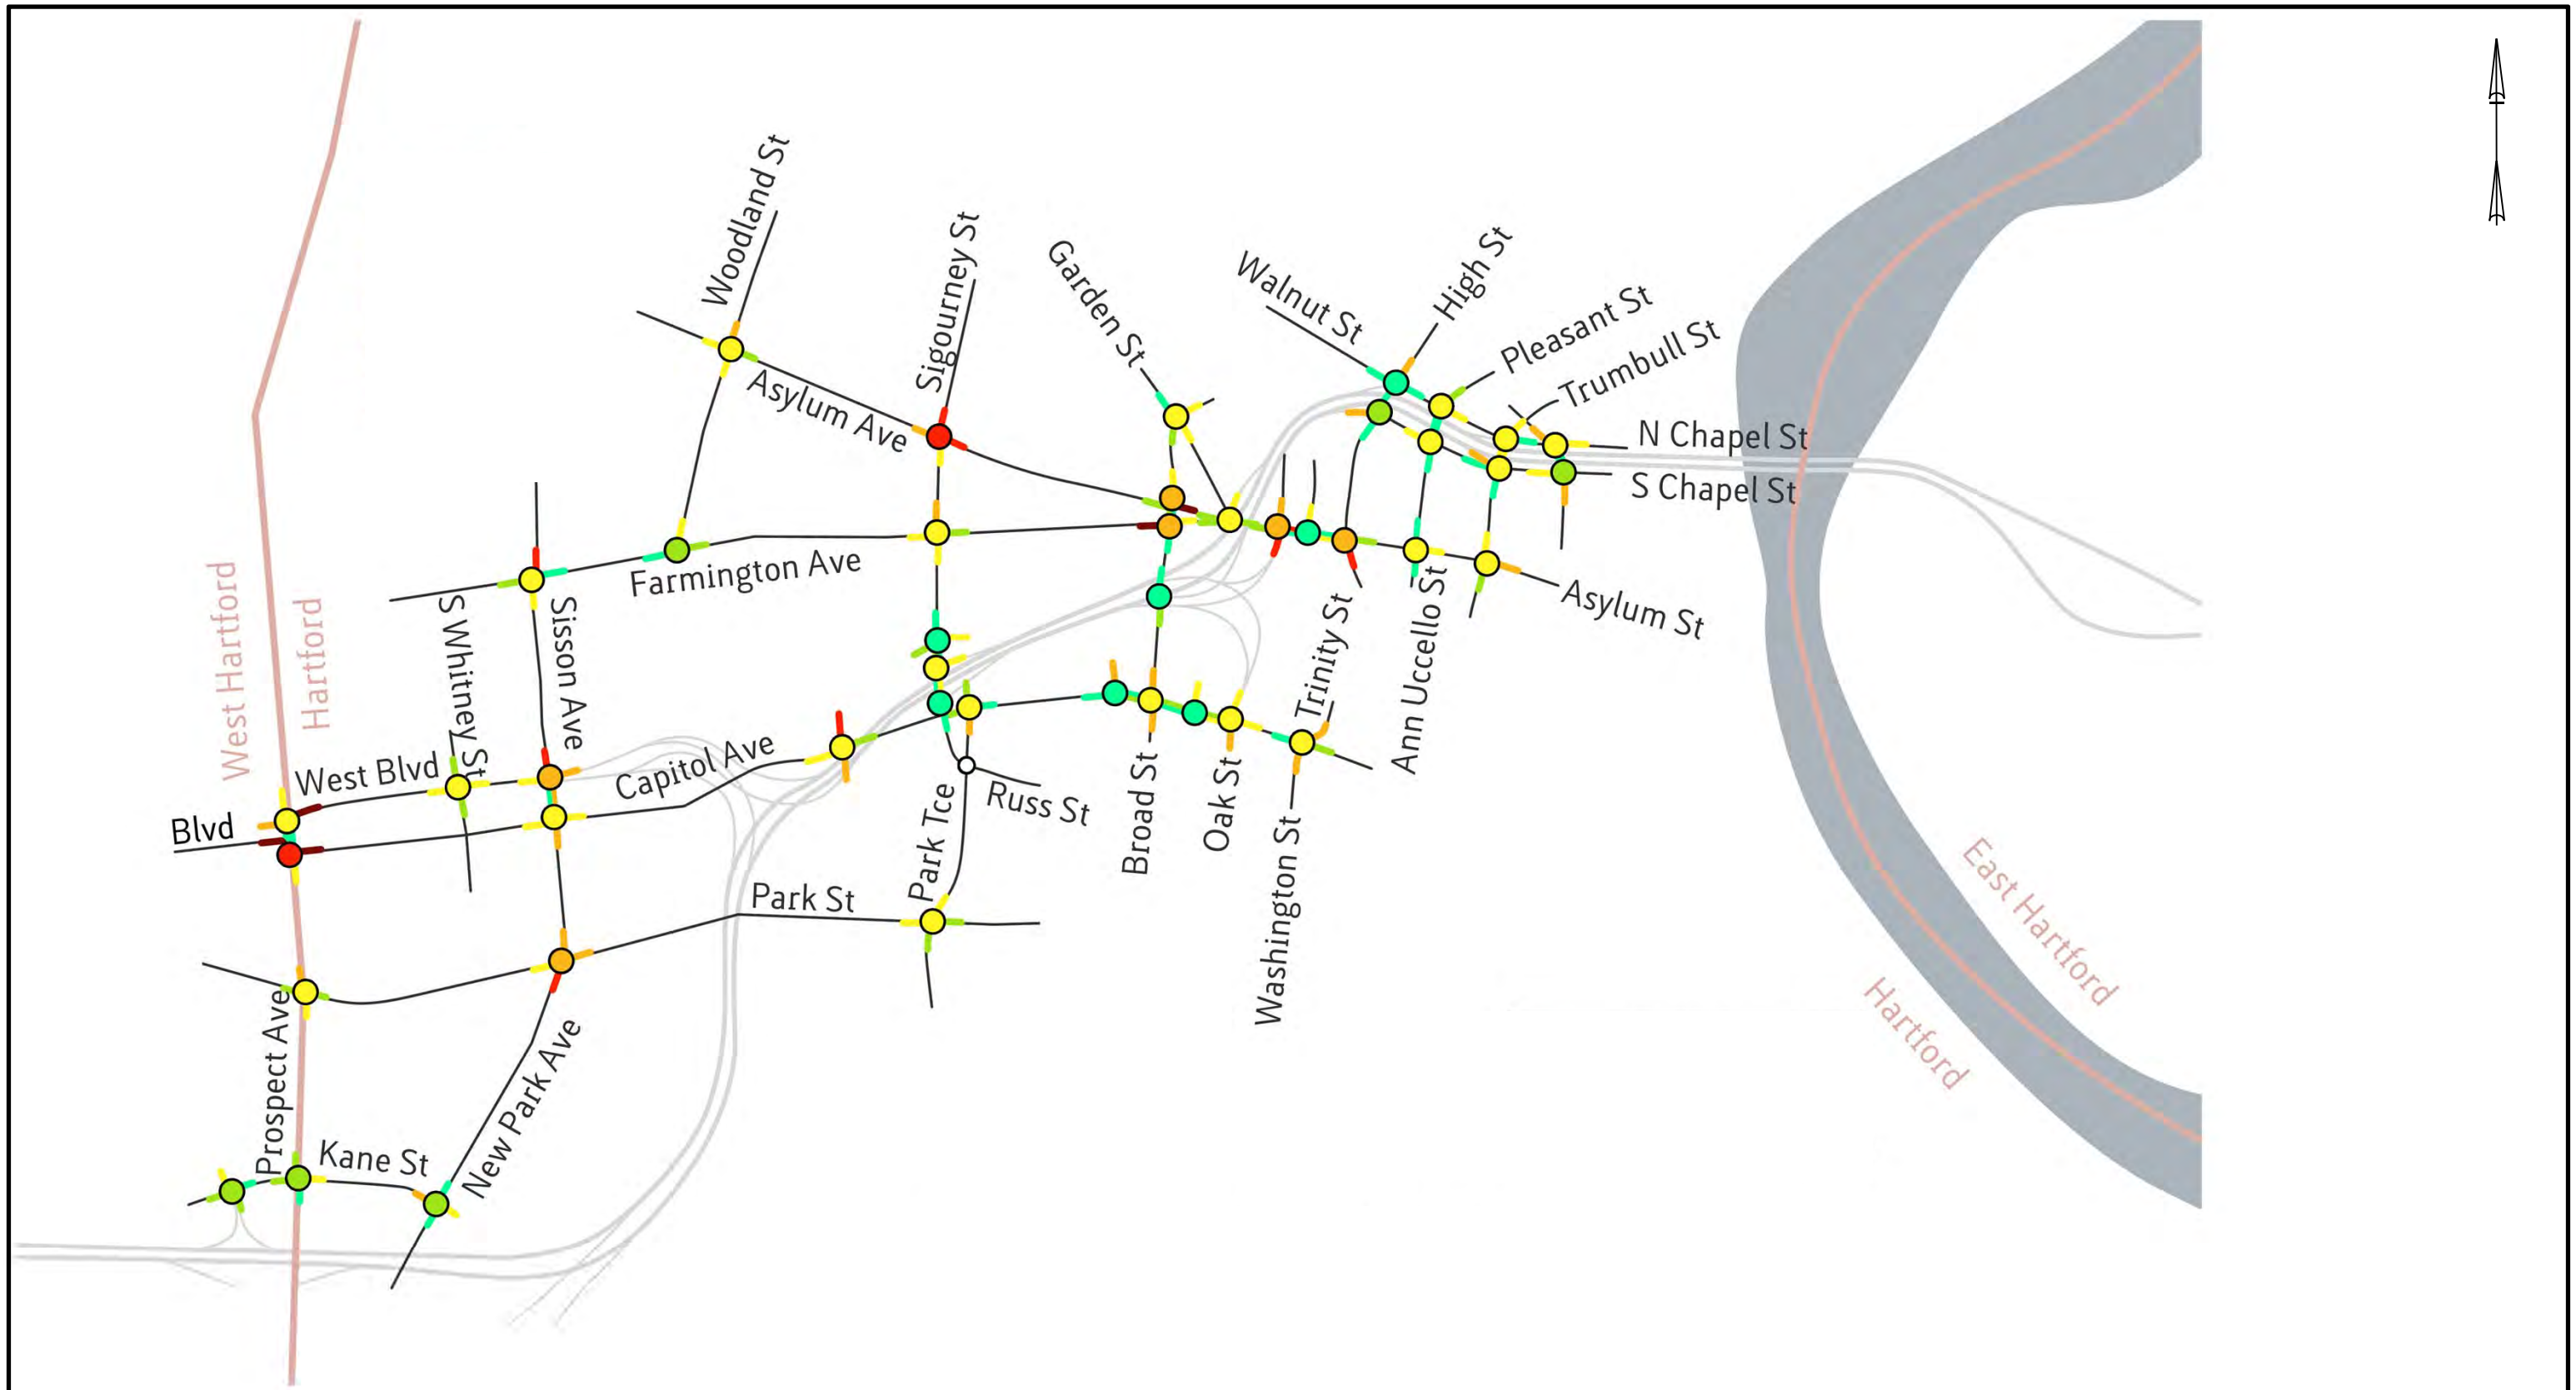 Woodland St
Sigourney St
Garden St
Walnut St
High St
Pleasant St
Trumbull St
Asylum Ave
N Chapel St
S Chapel St
Farmington Ave
West Hartford
Hartford
S Whitney St
Sisson Ave
Asylum St
Trinity St
Ann Uccello St
West Blvd
Capitol Ave
Blvd
Russ St
Park Tce
Broad St
Oak St
Washington St
Park St
East Hartford
Hartford
Prospect Ave
New Park Ave
Kane St